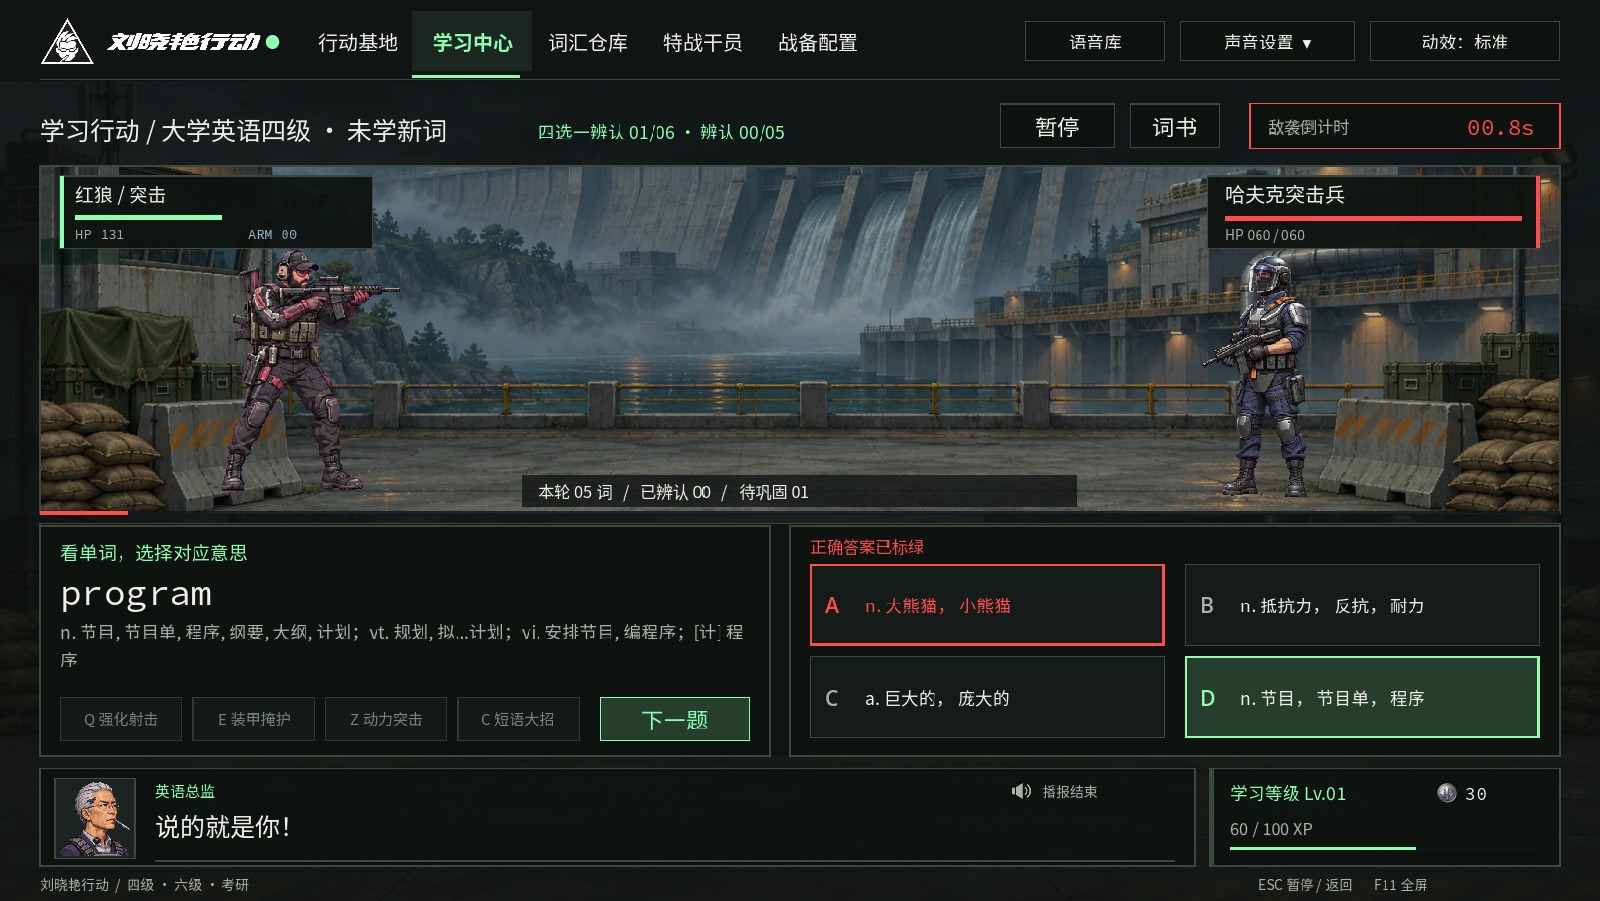 刘晓艳行动 行动基地 学习中心 词汇仓库 特战干员 战备配置 语音库 声音设置 ▼ 动效：标准
学习行动 / 大学英语四级 · 未学新词 四选一辨认 01/06 · 辨认 00/05 暂停 词书 敌袭倒计时 00.8s
红狼 / 突击
HP 131 ARM 00
哈夫克突击兵
HP 060 / 060
本轮 05 词 / 已辨认 00 / 待巩固 01
看单词，选择对应意思
program
n. 节目, 节目单, 程序, 纲要, 大纲, 计划；vt. 规划, 拟...计划；vi. 安排节目, 编程序；[计] 程
序
Q 强化射击 E 装甲掩护 Z 动力突击 C 短语大招 下一题
正确答案已标绿
A n. 大熊猫， 小熊猫
B n. 抵抗力， 反抗， 耐力
C a. 巨大的， 庞大的
D n. 节目， 节目单， 程序
英语总监 播报结束
说的就是你！
学习等级 Lv.01 30
60 / 100 XP
刘晓艳行动 / 四级 · 六级 · 考研 ESC 暂停 / 返回 F11 全屏